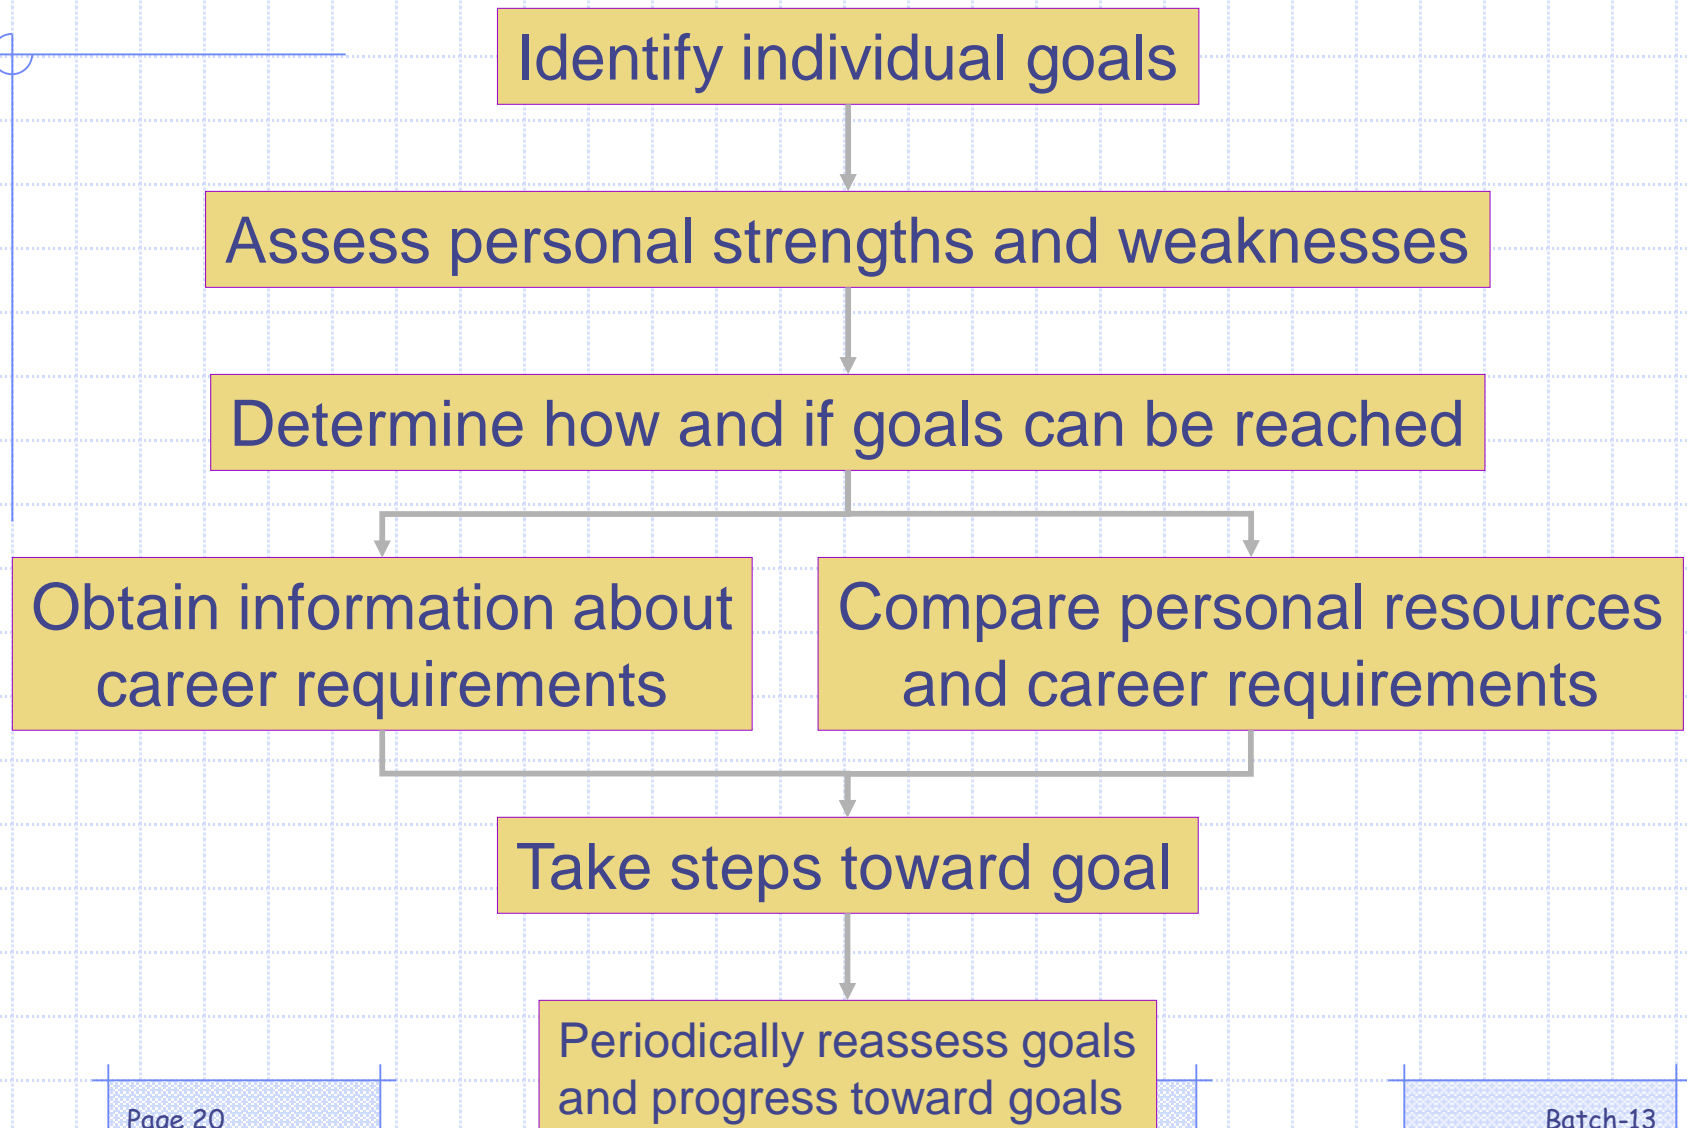 Identify individual goals
Assess personal strengths and weaknesses
Determine how and if goals can be reached
Obtain information about
career requirements
Compare personal resources
and career requirements
Take steps toward goal
Periodically reassess goals
and progress toward goals
Page 20
Batch-13